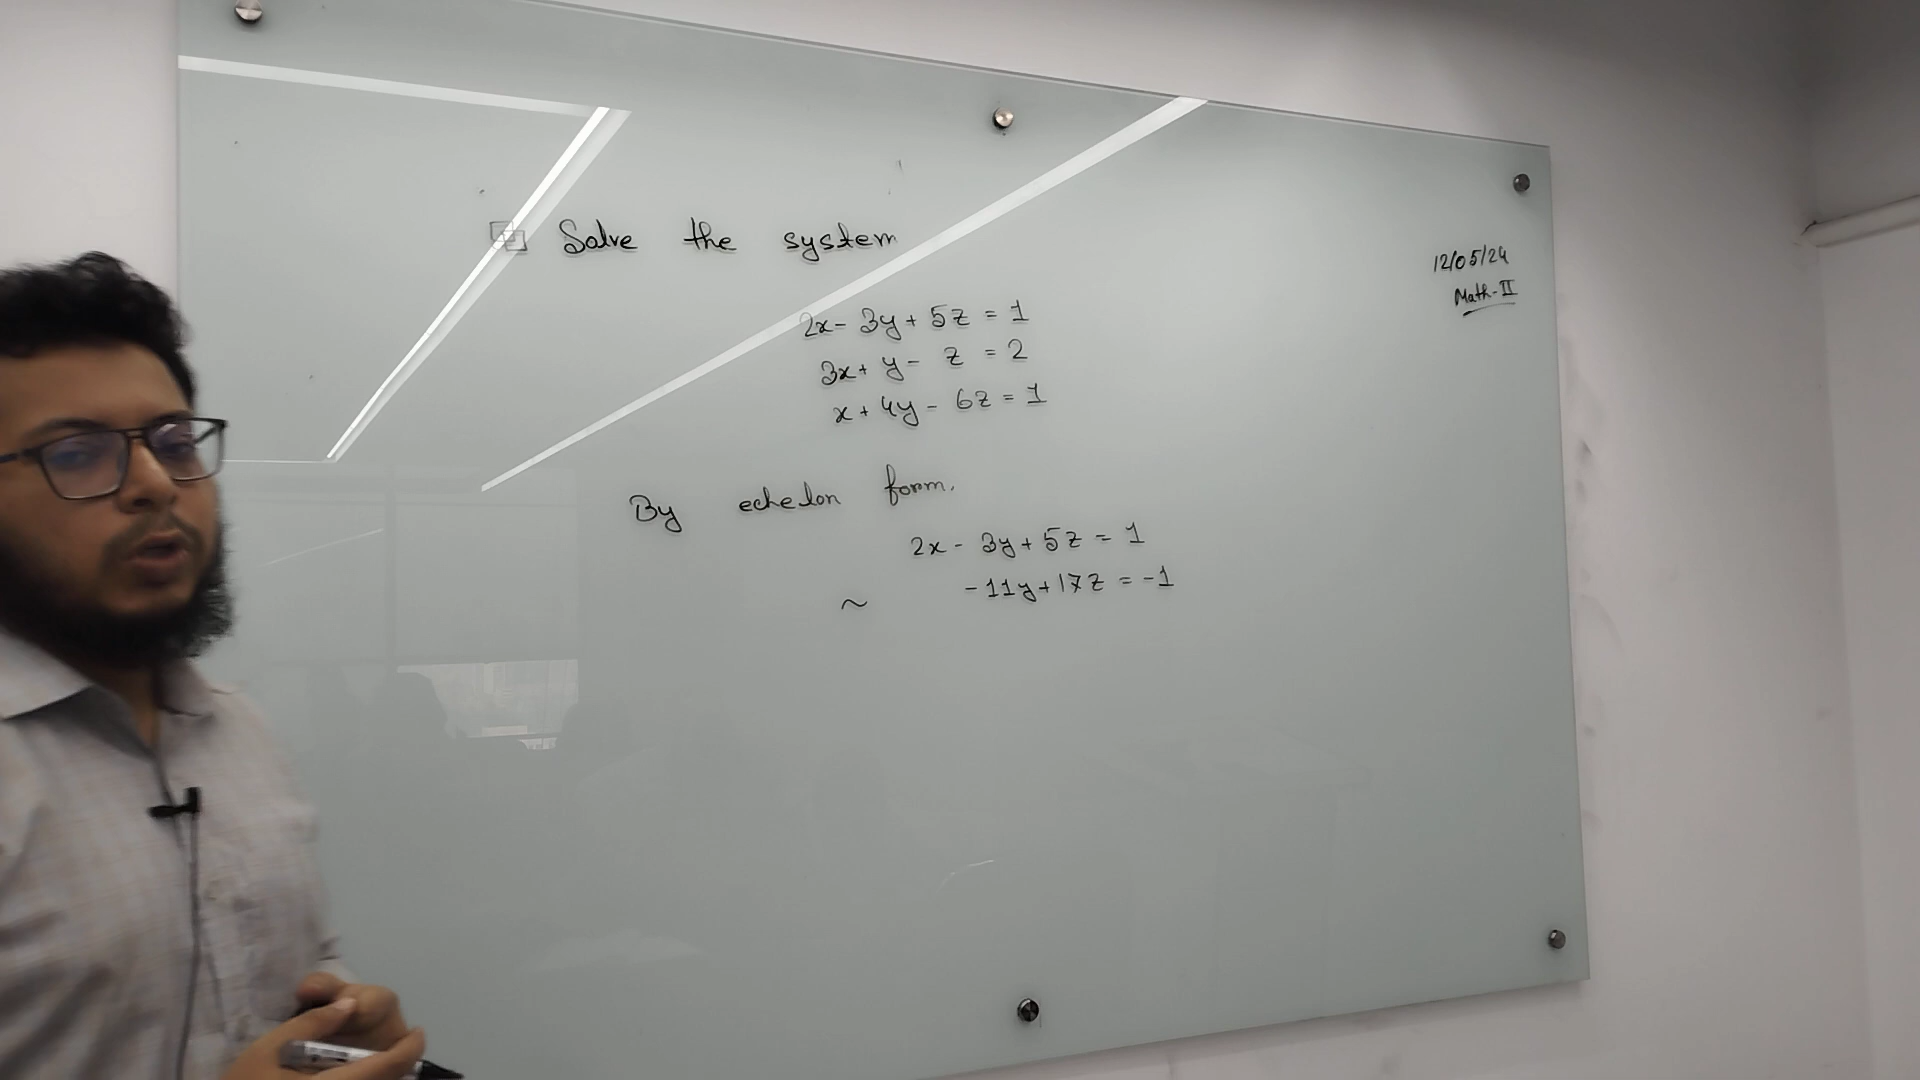 Solve the system
12/05/24
Math-II
2x - 3y + 5z = 1
3x + y - z = 2
x + 4y - 6z = 1
By echelon form.
2x - 3y + 5z = 1
~ -11y + 17z = -1